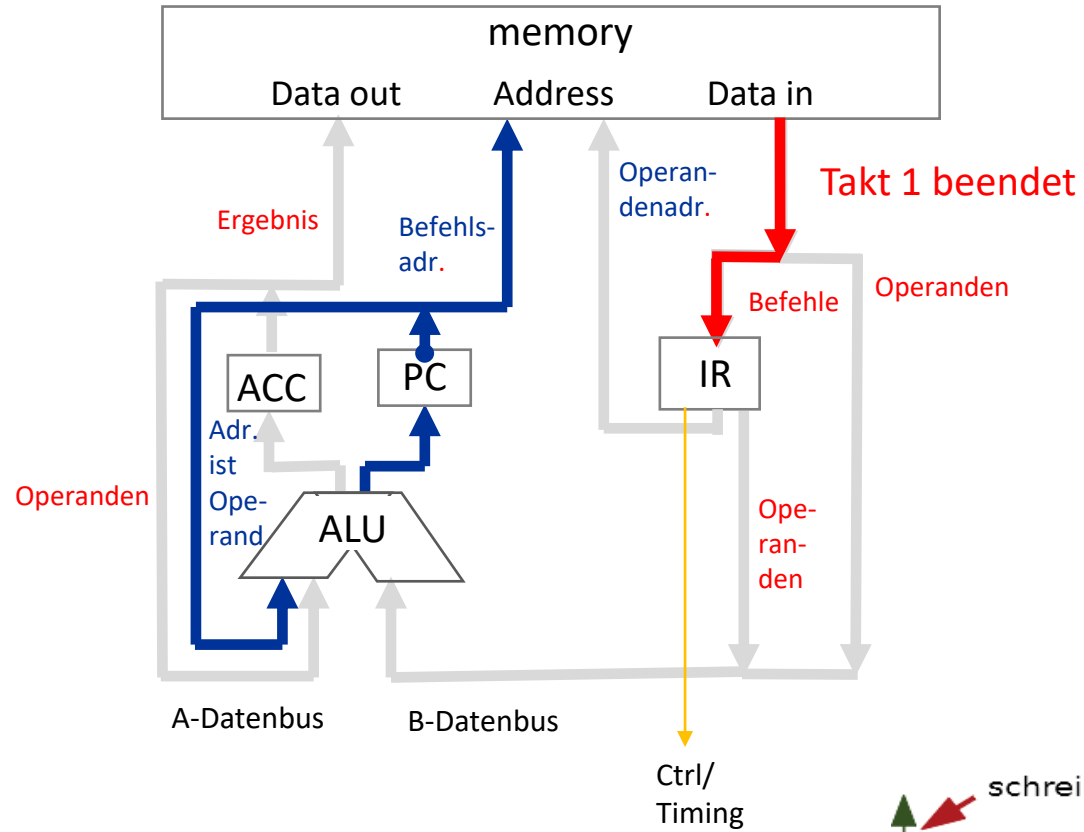 memory
Data out
Address
Data in
Takt 1 beendet
Operan-
denadr.
Ergebnis
Befehls-
adr.
Befehle
Operanden
ACC
PC
IR
Adr.
ist
Ope-
rand
Operanden
ALU
Ope-
ran-
den
A-Datenbus
B-Datenbus
Ctrl/
Timing
schrei